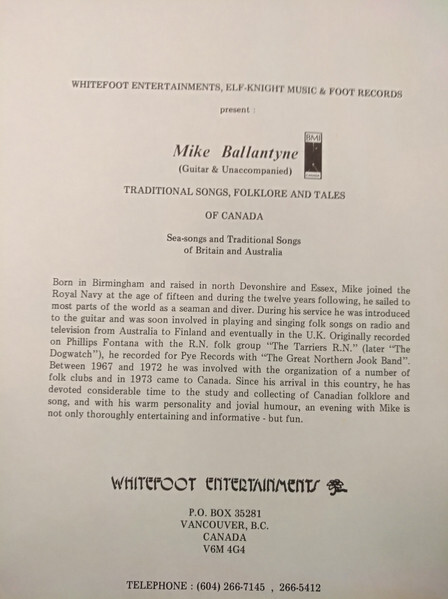 WHITEFOOT ENTERTAINMENTS, ELF-KNIGHT MUSIC & FOOT RECORDS
present :
Mike Ballantyne
BMI
(Guitar & Unaccompanied)
TRADITIONAL SONGS, FOLKLORE AND TALES
OF CANADA
Sea-songs and Traditional Songs
of Britain and Australia
Born in Birmingham and raised in north Devonshire and Essex, Mike joined the
Royal Navy at the age of fifteen and during the twelve years following, he sailed to
most parts of the world as a seaman and diver. During his service he was introduced
to the guitar and was soon involved in playing and singing folk songs on radio and
television from Australia to Finland and eventually in the U.K. Originally recorded
on Phillips Fontana with the R.N. folk group "The Tarriers R.N." (later "The
Dogwatch"), he recorded for Pye Records with "The Great Northern Jook Band".
Between 1967 and 1972 he was involved with the organization of a number of
folk clubs and in 1973 came to Canada. Since his arrival in this country, he has
devoted considerable time to the study and collecting of Canadian folklore and
song, and with his warm personality and jovial humour, an evening with Mike is
not only thoroughly entertaining and informative - but fun.
WHITEFOOT ENTERTAINMENTS
P.O. BOX 35281
VANCOUVER, B.C.
CANADA
V6M 4G4
TELEPHONE : (604) 266-7145 , 266-5412